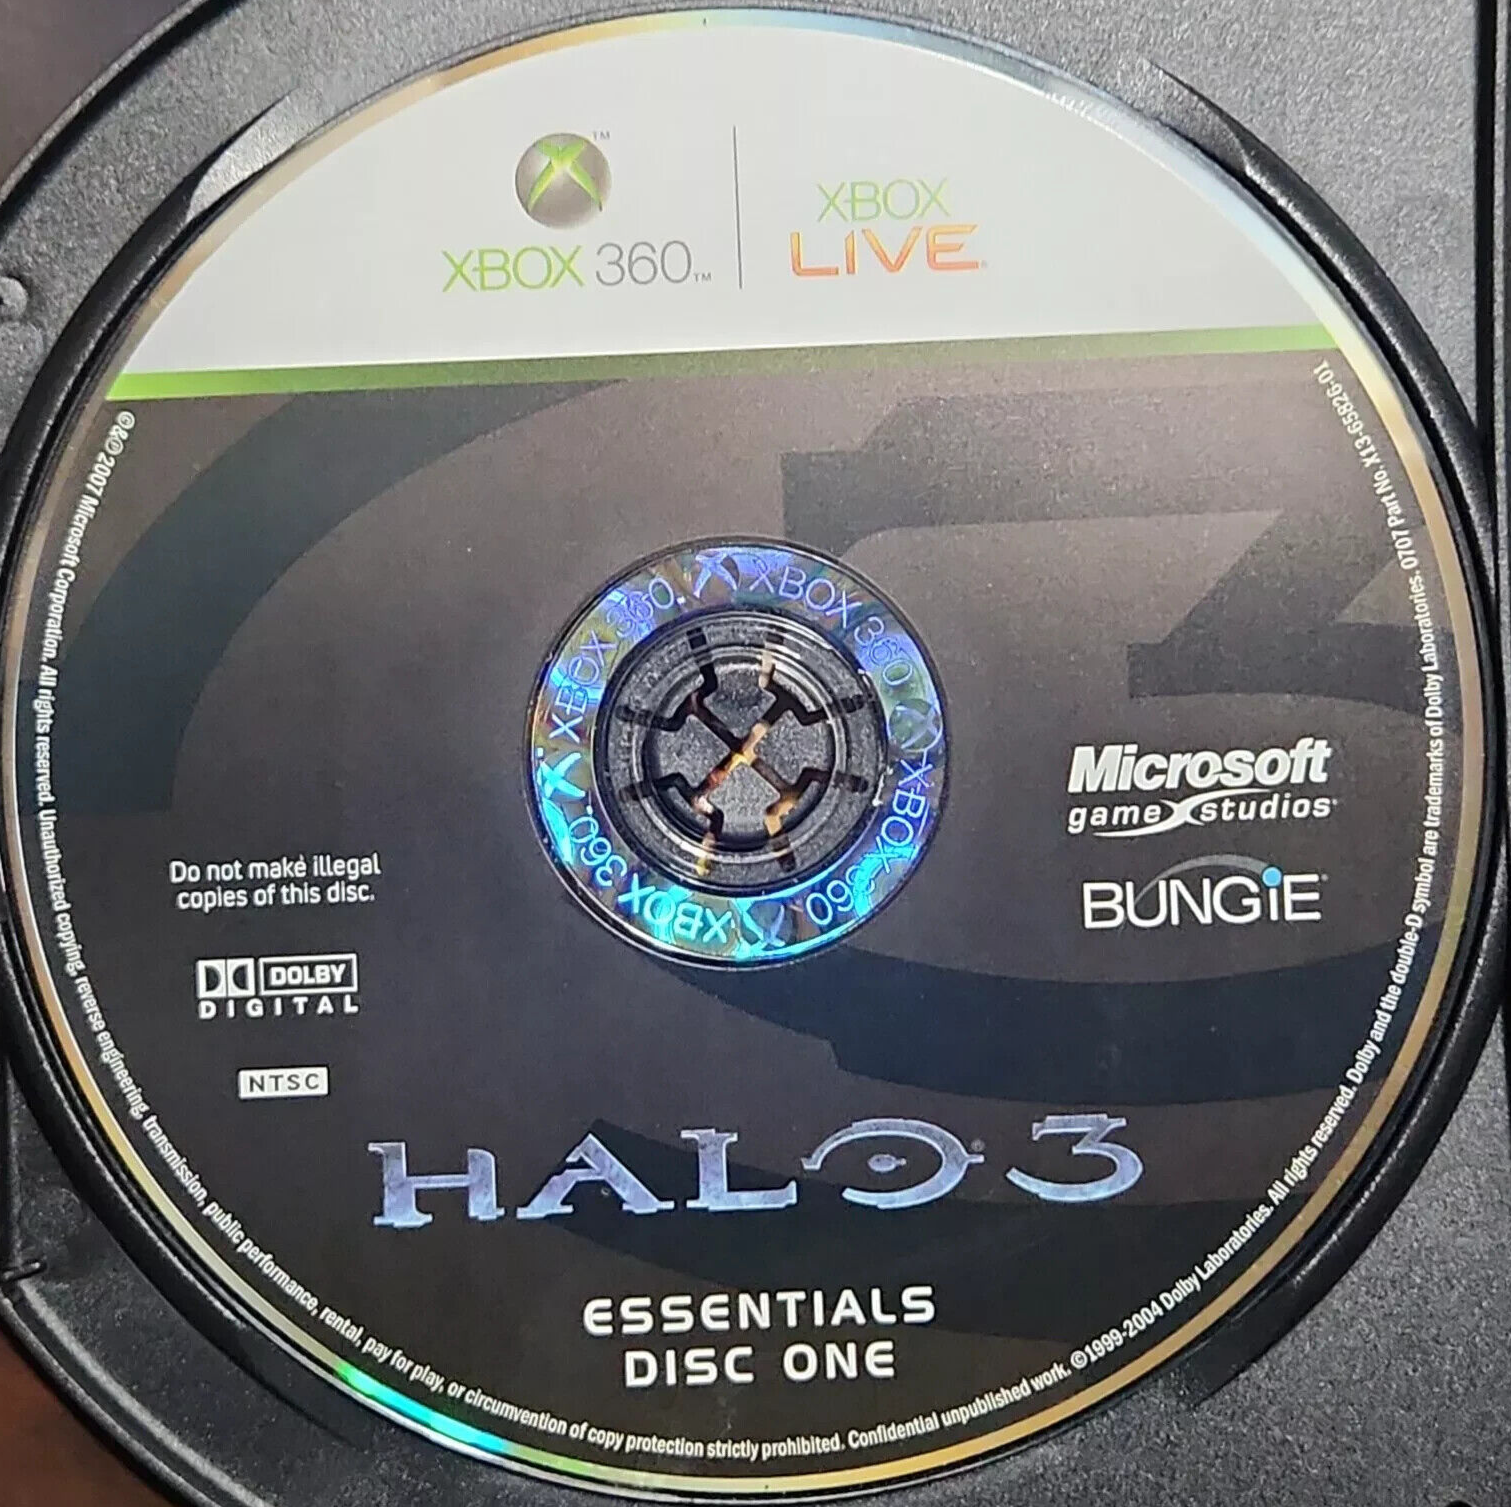 XBOX 360™
XBOX
LIVE®
℗&© 2007 Microsoft Corporation. All rights reserved. Unauthorized copying, reverse engineering, transmission, public performance, rental, pay for play, or circumvention of copy protection strictly prohibited. Confidential unpublished work. ©1999-2004 Dolby Laboratories. All rights reserved. Dolby and the double-D symbol are trademarks of Dolby Laboratories. 0707 Part No. X13-65826-01
XBOX 360
XBOX 360
XBOX 360
XBOX 360
XBOX 360
Microsoft
game studios
BUNGiE
Do not make illegal
copies of this disc.
DOLBY
DIGITAL
NTSC
HALO 3
ESSENTIALS
DISC ONE